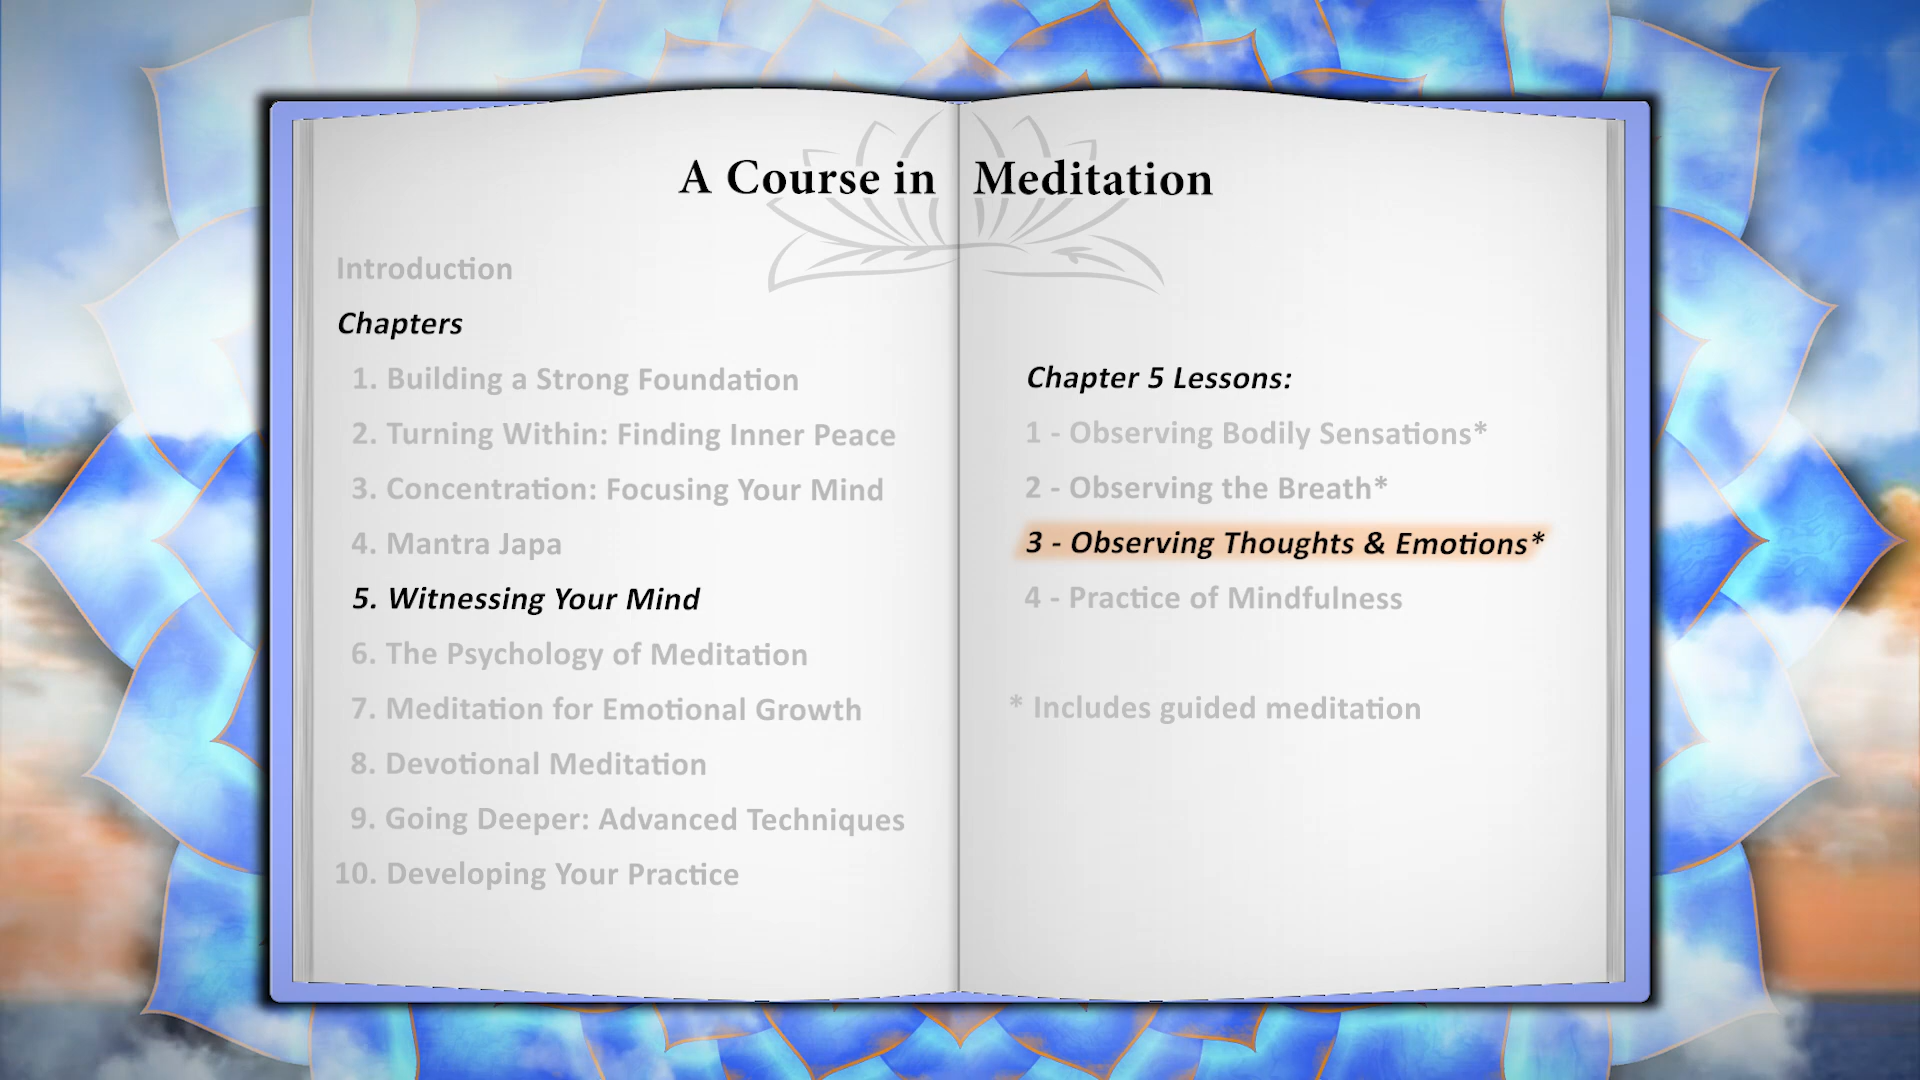 A Course in Meditation
Introduction
Chapters
1. Building a Strong Foundation
2. Turning Within: Finding Inner Peace
3. Concentration: Focusing Your Mind
4. Mantra Japa
5. Witnessing Your Mind
6. The Psychology of Meditation
7. Meditation for Emotional Growth
8. Devotional Meditation
9. Going Deeper: Advanced Techniques
10. Developing Your Practice
Chapter 5 Lessons:
1 - Observing Bodily Sensations*
2 - Observing the Breath*
3 - Observing Thoughts & Emotions*
4 - Practice of Mindfulness
* Includes guided meditation